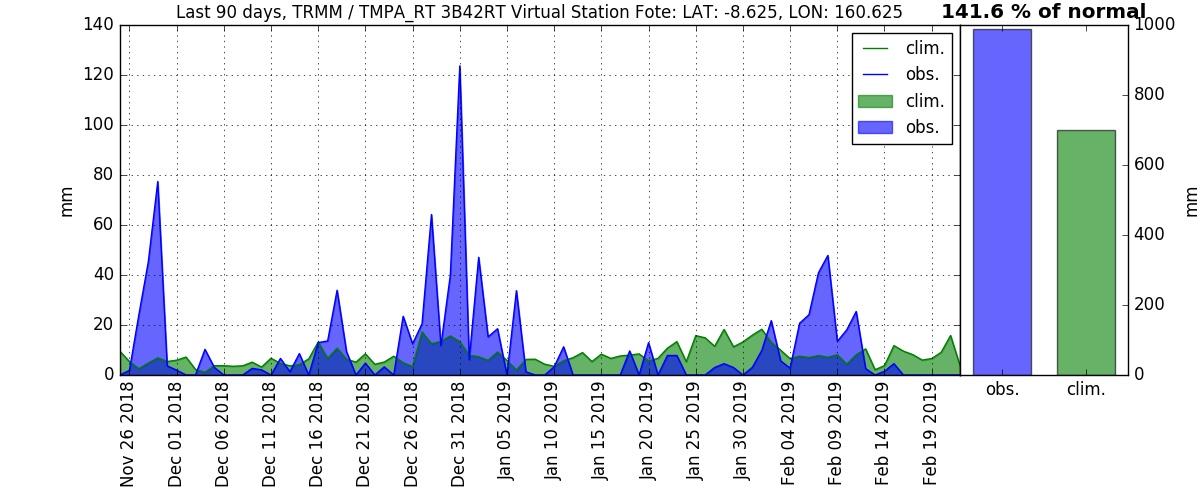 Last 90 days, TRMM / TMPA_RT 3B42RT Virtual Station Fote: LAT: -8.625, LON: 160.625
141.6 % of normal
140
120
100
80
60
40
20
0
mm
clim.
obs.
clim.
obs.
Nov 26 2018
Dec 01 2018
Dec 06 2018
Dec 11 2018
Dec 16 2018
Dec 21 2018
Dec 26 2018
Dec 31 2018
Jan 05 2019
Jan 10 2019
Jan 15 2019
Jan 20 2019
Jan 25 2019
Jan 30 2019
Feb 04 2019
Feb 09 2019
Feb 14 2019
Feb 19 2019
1000
800
600
400
200
0
mm
obs.
clim.